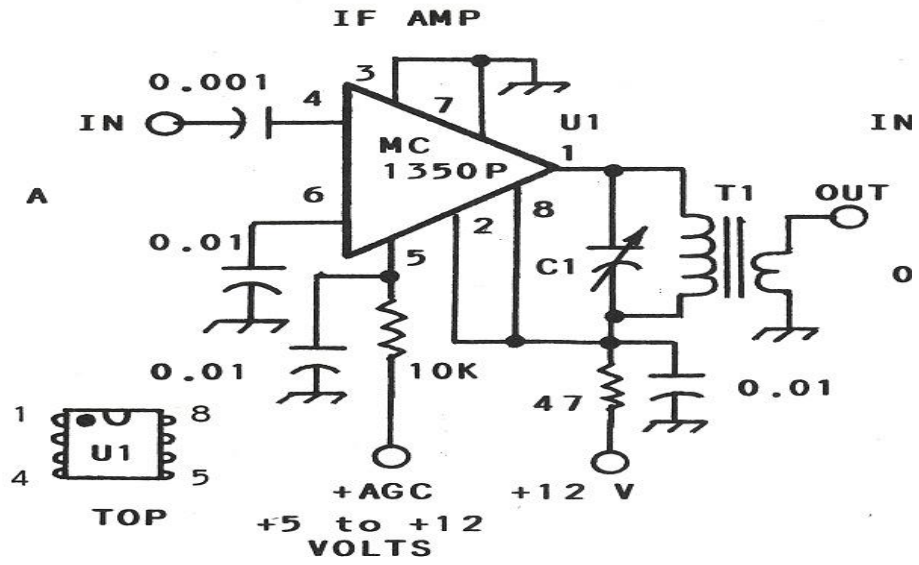 IF AMP
0.001
3
4
7
IN
MC
1350P
U1
1
IN
A
6
2
8
T1
OUT
0.01
5
C1
O
0.01
10K
47
0.01
1
8
U1
4
5
TOP
+AGC
+12 V
+5 to +12
VOLTS